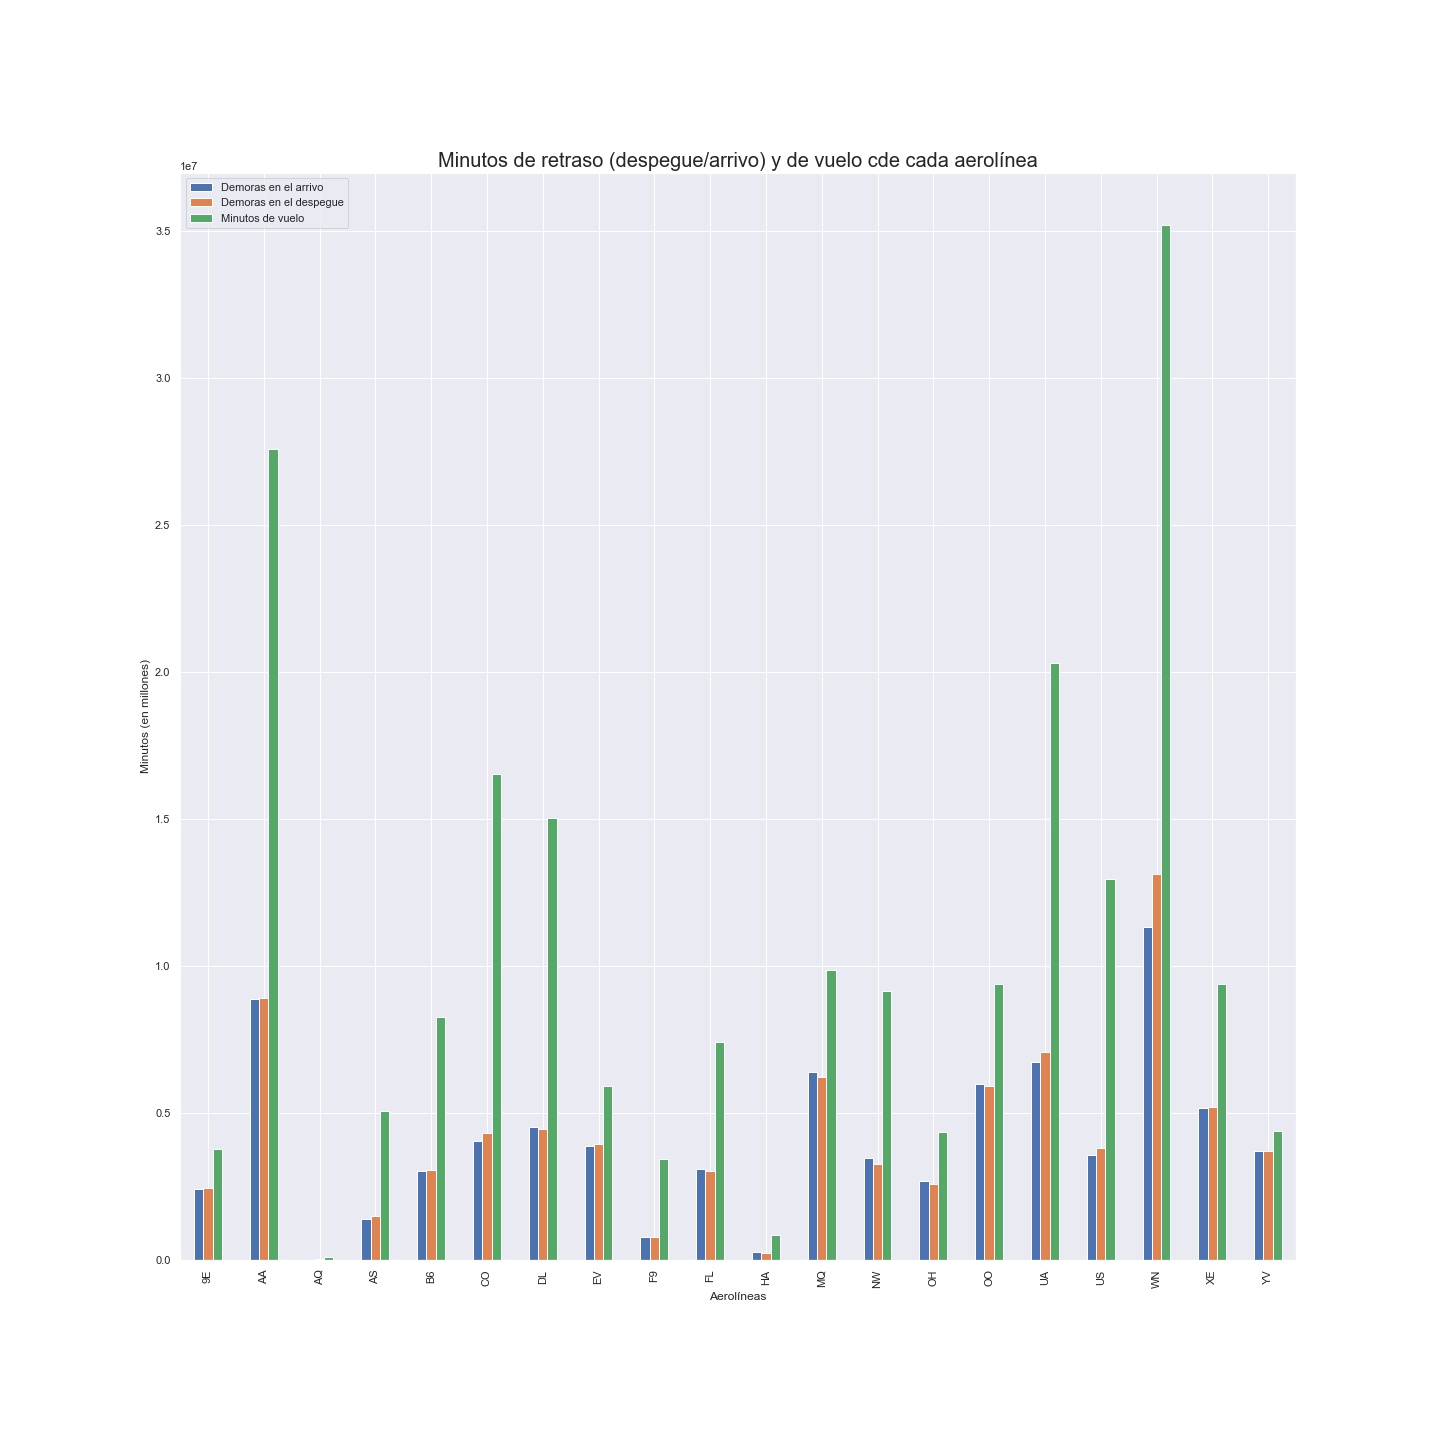 Minutos de retraso (despegue/arrivo) y de vuelo cde cada aerolínea
1e7
Demoras en el arrivo
Demoras en el despegue
Minutos de vuelo
3.5
3.0
2.5
2.0
1.5
1.0
0.5
0.0
Minutos (en millones)
9E AA AQ AS B6 CO DL EV F9 FL HA MQ NW OH OO UA US WN XE YV
Aerolíneas